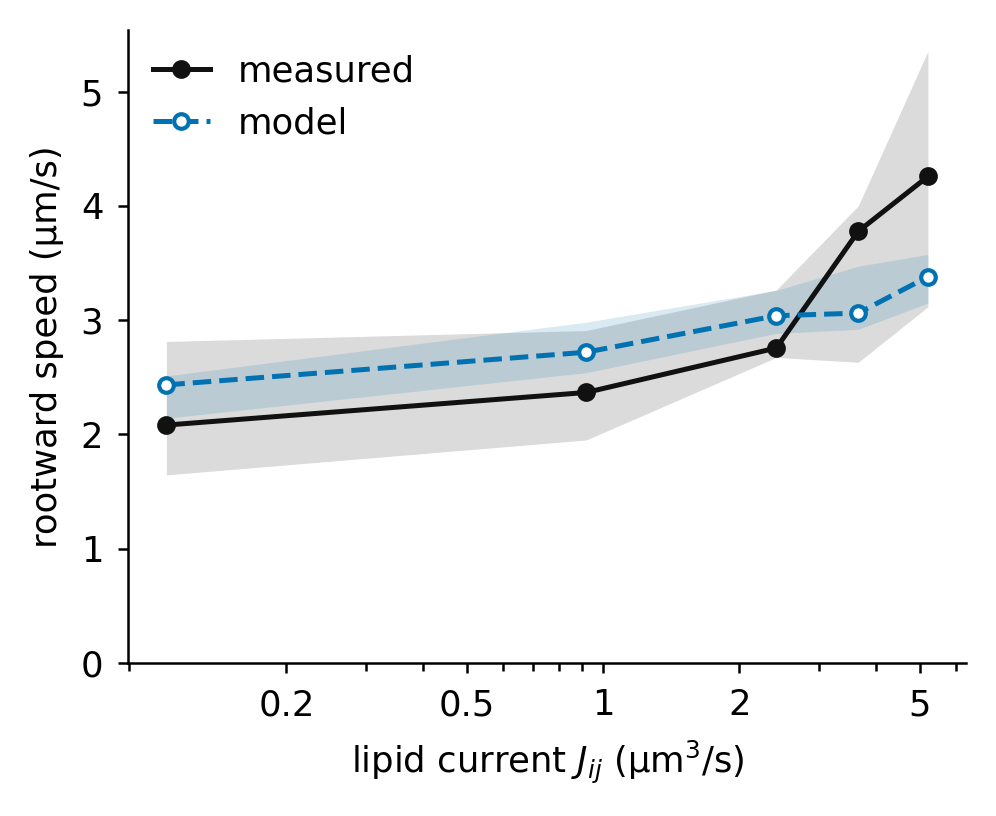 measured
model
rootward speed (µm/s)
5
4
3
2
1
0
0.2 0.5 1 2 5
lipid current J_ij (µm³/s)